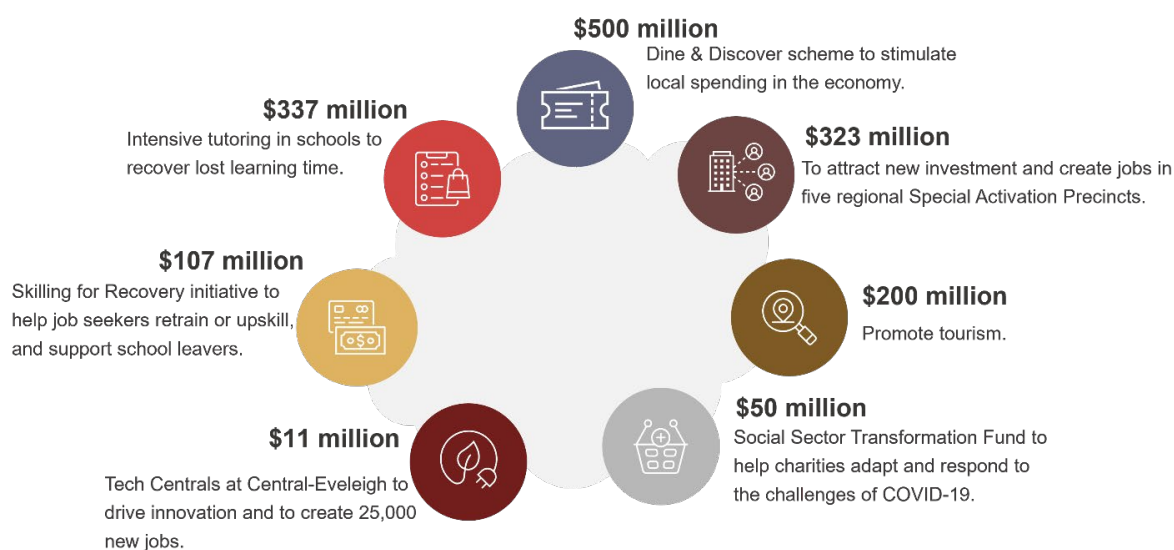 $500 million
Dine & Discover scheme to stimulate
local spending in the economy.
$337 million
Intensive tutoring in schools to
recover lost learning time.
$323 million
To attract new investment and create jobs in
five regional Special Activation Precincts.
$107 million
Skilling for Recovery initiative to
help job seekers retrain or upskill,
and support school leavers.
$200 million
Promote tourism.
$11 million
Tech Centrals at Central-Eveleigh to
drive innovation and to create 25,000
new jobs.
$50 million
Social Sector Transformation Fund to
help charities adapt and respond to
the challenges of COVID-19.